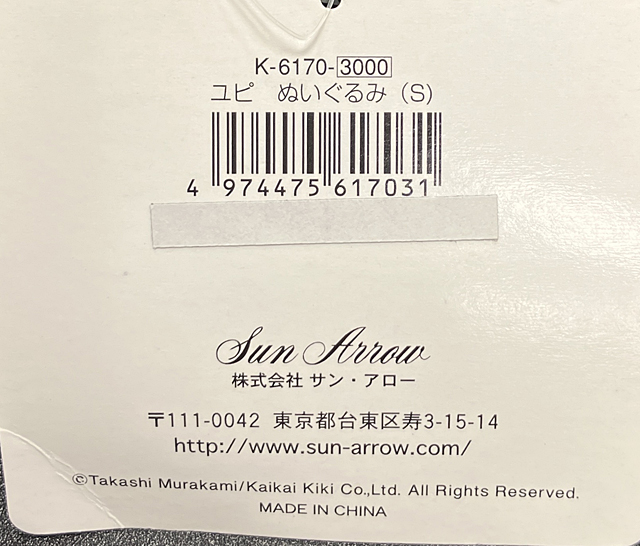 K-6170-3000
ユピ ぬいぐるみ(S)
4 974475 617031
Sun Arrow
株式会社 サン・アロー
〒111-0042 東京都台東区寿3-15-14
http://www.sun-arrow.com/
©Takashi Murakami/Kaikai Kiki Co.,Ltd. All Rights Reserved.
MADE IN CHINA